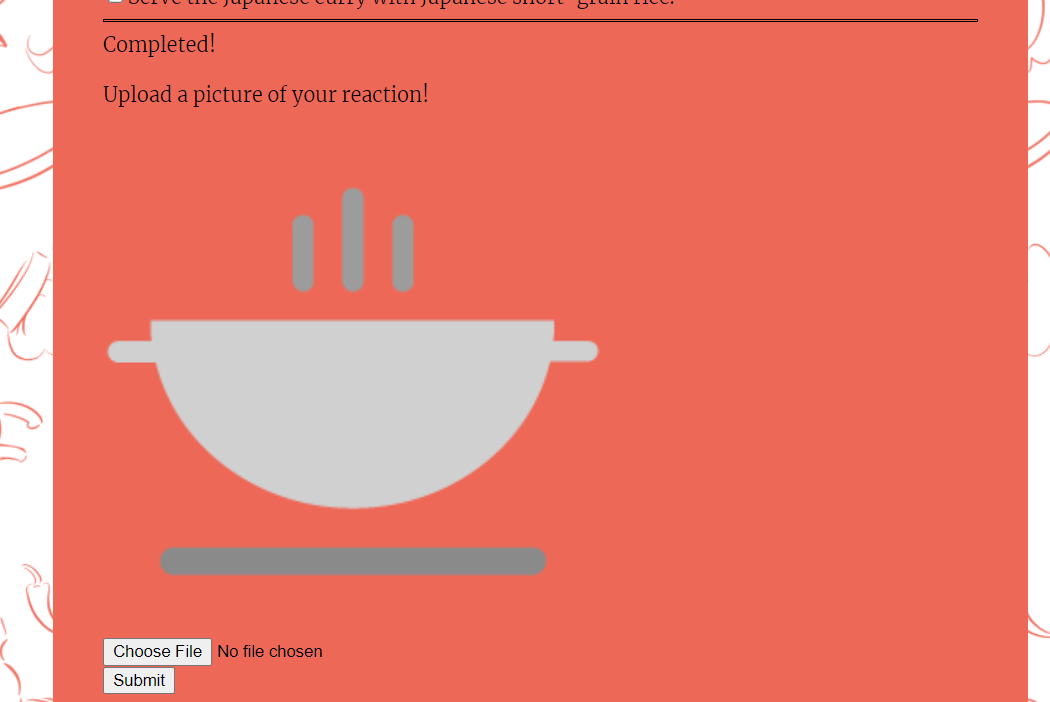 Serve the Japanese curry with Japanese short-grain rice.
Completed!
Upload a picture of your reaction!
Choose File No file chosen
Submit